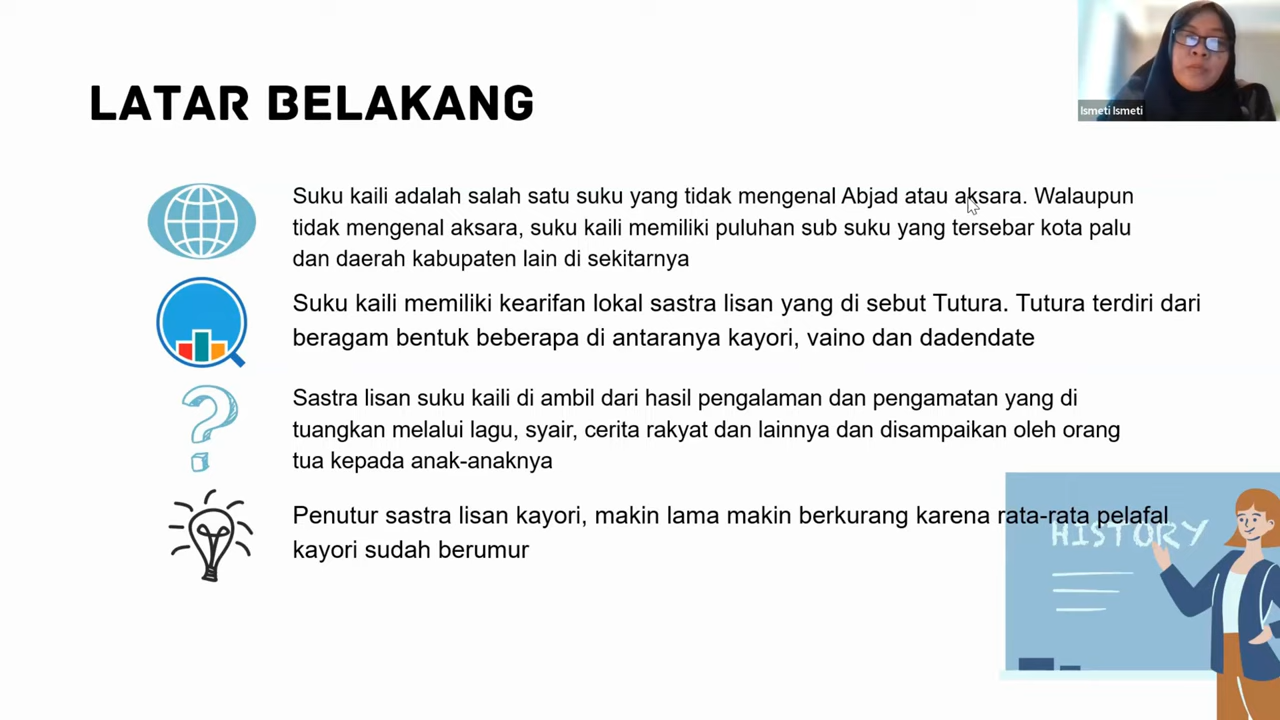 LATAR BELAKANG
Ismeti Ismeti
Suku kaili adalah salah satu suku yang tidak mengenal Abjad atau aksara. Walaupun
tidak mengenal aksara, suku kaili memiliki puluhan sub suku yang tersebar kota palu
dan daerah kabupaten lain di sekitarnya
Suku kaili memiliki kearifan lokal sastra lisan yang di sebut Tutura. Tutura terdiri dari
beragam bentuk beberapa di antaranya kayori, vaino dan dadendate
Sastra lisan suku kaili di ambil dari hasil pengalaman dan pengamatan yang di
tuangkan melalui lagu, syair, cerita rakyat dan lainnya dan disampaikan oleh orang
tua kepada anak-anaknya
Penutur sastra lisan kayori, makin lama makin berkurang karena rata-rata pelafal
kayori sudah berumur
HISTORY